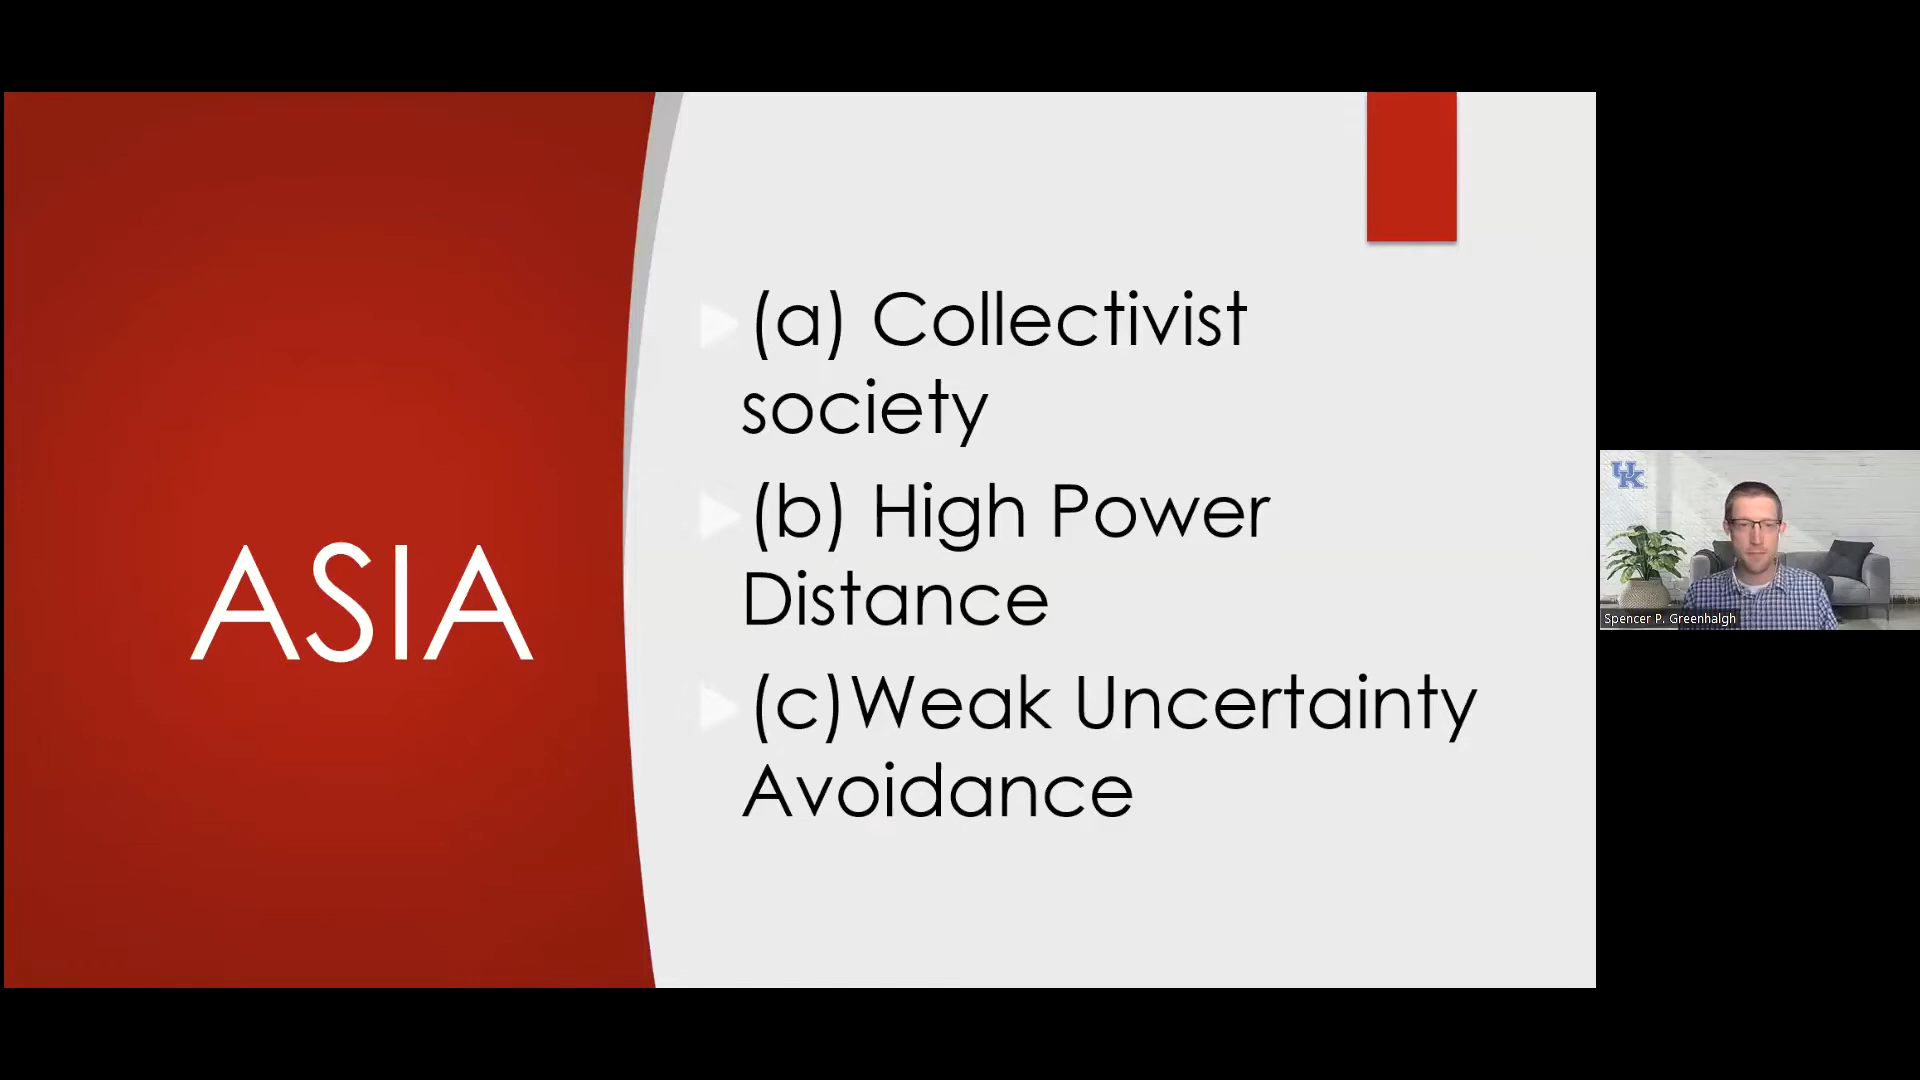 ASIA
(a) Collectivist
society
(b) High Power
Distance
(c)Weak Uncertainty
Avoidance
UK
Spencer P. Greenhalgh